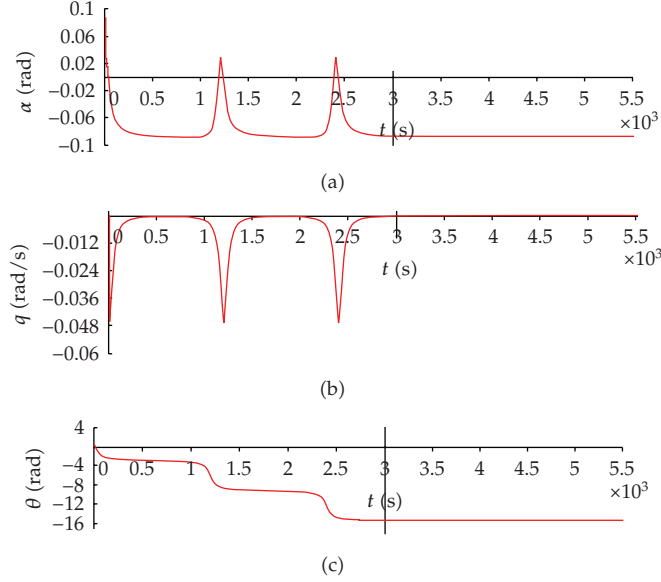 0.1
0.06
0.02
−0.02
−0.06
−0.1
α (rad)
0 0.5 1 1.5 2 2.5 3 3.5 4 4.5 5 5.5
×10³
t (s)
(a)
−0.012
−0.024
−0.036
−0.048
−0.06
q (rad/s)
0 0.5 1 1.5 2 2.5 3 3.5 4 4.5 5 5.5
×10³
t (s)
(b)
4
−4
−8
−12
−16
θ (rad)
0 0.5 1 1.5 2 2.5 3 3.5 4 4.5 5 5.5
×10³
t (s)
(c)